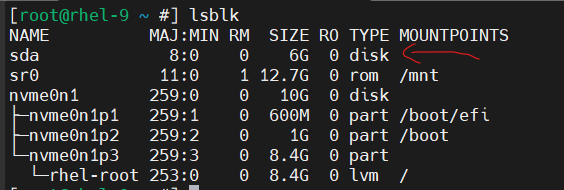 [root@rhel-9 ~ #] lsblk
NAME          MAJ:MIN RM  SIZE RO TYPE MOUNTPOINTS
sda             8:0    0    6G  0 disk
sr0            11:0    1 12.7G  0 rom  /mnt
nvme0n1       259:0    0   10G  0 disk
├─nvme0n1p1   259:1    0  600M  0 part /boot/efi
├─nvme0n1p2   259:2    0    1G  0 part /boot
└─nvme0n1p3   259:3    0  8.4G  0 part
  └─rhel-root 253:0    0  8.4G  0 lvm  /